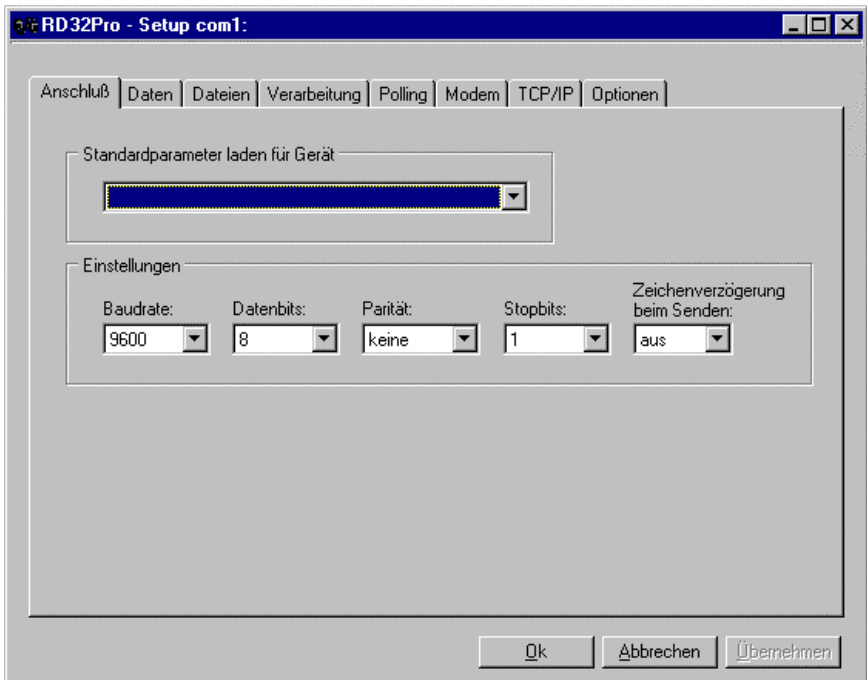 RD32Pro - Setup com1:
Anschluß Daten Dateien Verarbeitung Polling Modem TCP/IP Optionen
Standardparameter laden für Gerät
Einstellungen
Baudrate: Datenbits: Parität: Stopbits: Zeichenverzögerung
beim Senden:
9600 8 keine 1 aus
Ok Abbrechen Übernehmen